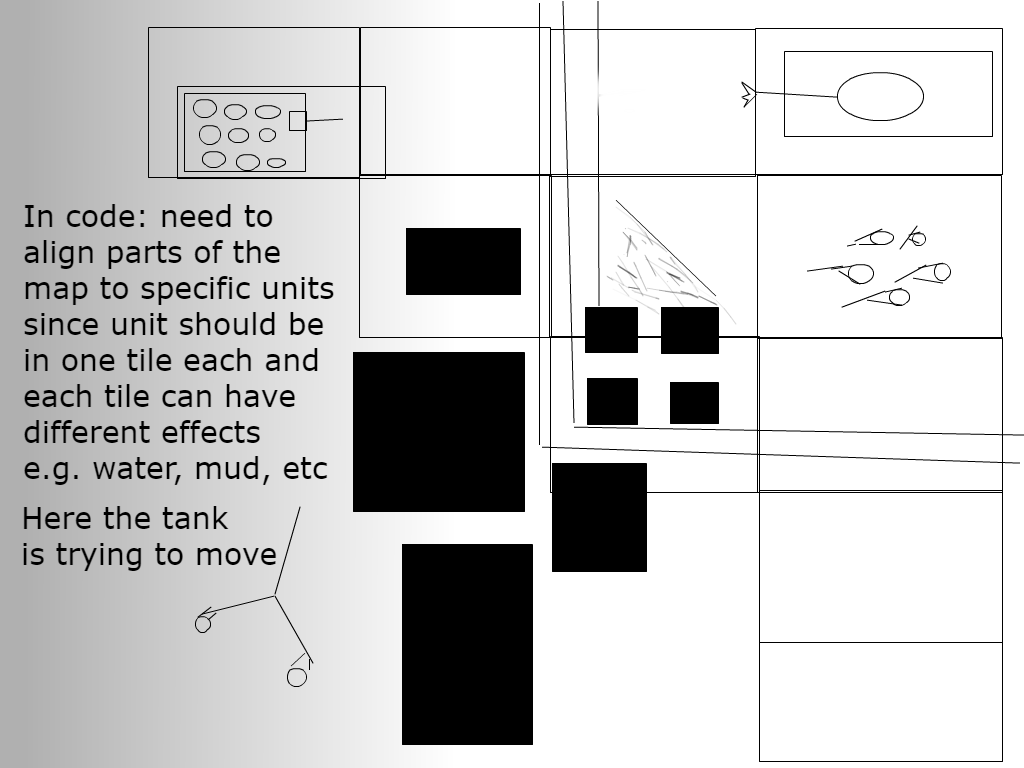 In code: need to
align parts of the
map to specific units
since unit should be
in one tile each and
each tile can have
different effects
e.g. water, mud, etc
Here the tank
is trying to move